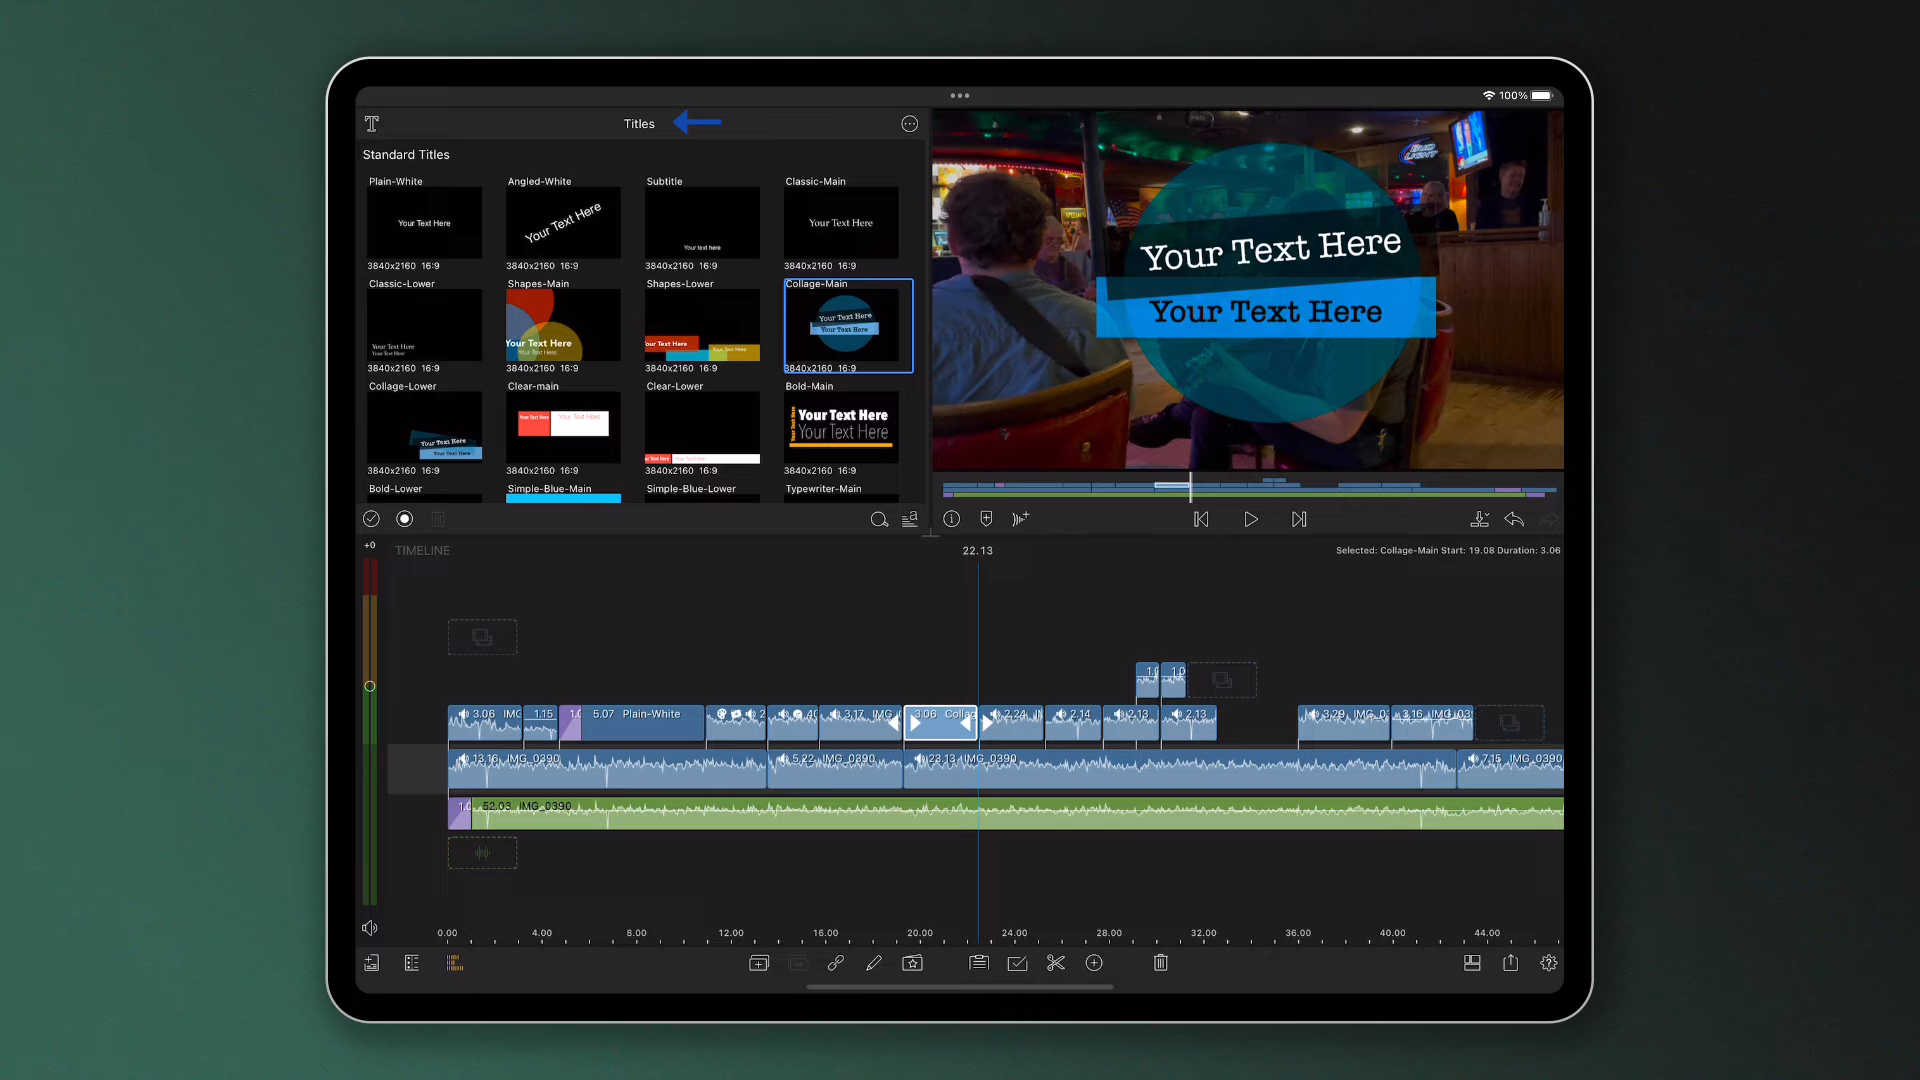 100%
Titles
Standard Titles
Plain-White Angled-White Subtitle Classic-Main
Your Text Here Your Text Here Your text here Your Text Here
3840x2160 16:9 3840x2160 16:9 3840x2160 16:9 3840x2160 16:9
Classic-Lower Shapes-Main Shapes-Lower Collage-Main
Your Text Here
Your Text Here
Your Text Here
Your Text Here
our Text Here
Your Text Here
Your Text Here
Your Text Here
3840x2160 16:9 3840x2160 16:9 3840x2160 16:9 3840x2160 16:9
Collage-Lower Clear-main Clear-Lower Bold-Main
Your Text Here
Your Text Here
Your Text Here
Your Text Here
Your Text Here
Your Text Here
3840x2160 16:9 3840x2160 16:9 3840x2160 16:9 3840x2160 16:9
Bold-Lower Simple-Blue-Main Simple-Blue-Lower Typewriter-Main
BUD LIGHT
SPECIALS
Your Text Here
Your Text Here
+0
TIMELINE
22.13
Selected: Collage-Main Start: 19.08 Duration: 3.06
1.0 1.0
3.06 IMG 1.15 1.0 5.07 Plain-White 2 40 3.17 IMG 3.06 Collag 2.24 2.14 2.13 2.13 3.29 IMG_03 3.16 IMG_03
13.16 IMG_0390 5.22 IMG_0390 23.13 IMG_0390 7.15 IMG_0390
1.0 52.03 IMG_0390
0.00 4.00 8.00 12.00 16.00 20.00 24.00 28.00 32.00 36.00 40.00 44.00